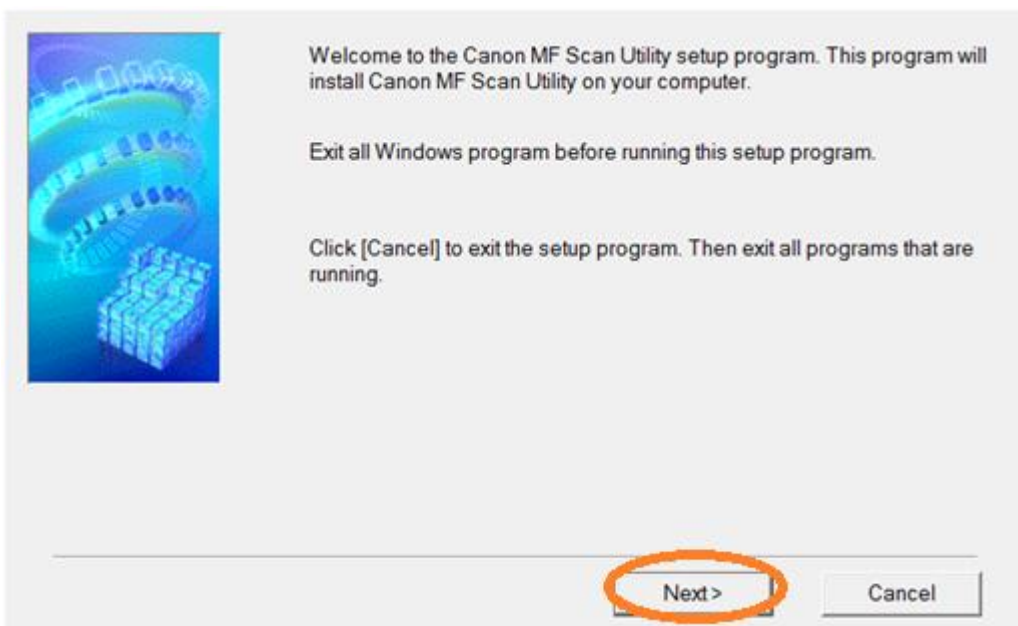 Welcome to the Canon MF Scan Utility setup program. This program will
install Canon MF Scan Utility on your computer.
Exit all Windows program before running this setup program.
Click [Cancel] to exit the setup program. Then exit all programs that are
running.
Next >
Cancel